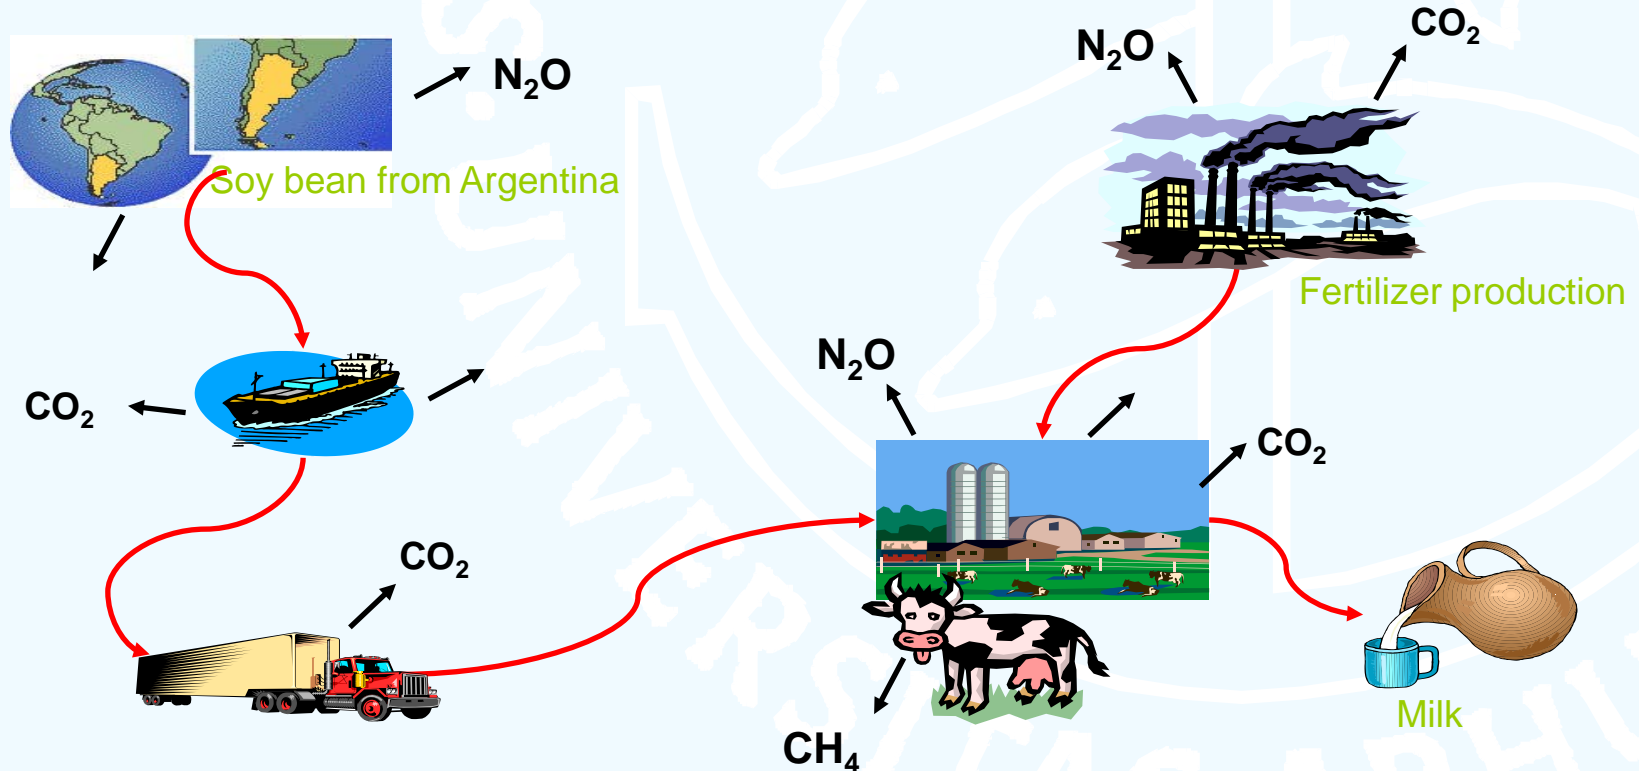 N₂O
Soy bean from Argentina
CO₂
CO₂
N₂O
CO₂
Fertilizer production
N₂O
CO₂
CH₄
Milk